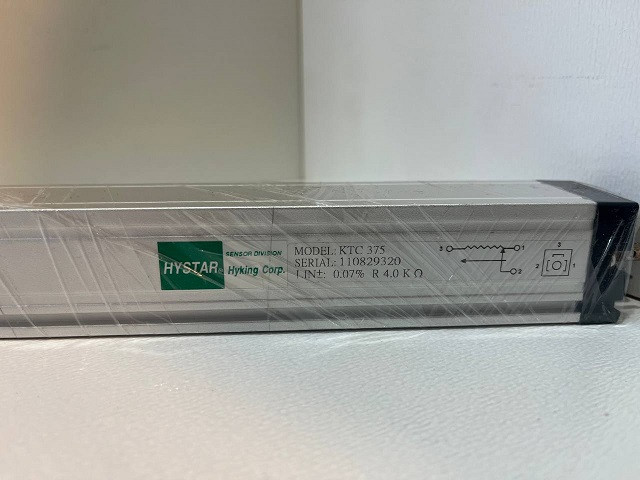 HYSTAR
SENSOR DIVISION
Hyking Corp.
MODEL: KTC 375
SERIAL: 110829320
LIN±: 0.07% R 4.0 K Ω
3 1
2
3
2 1